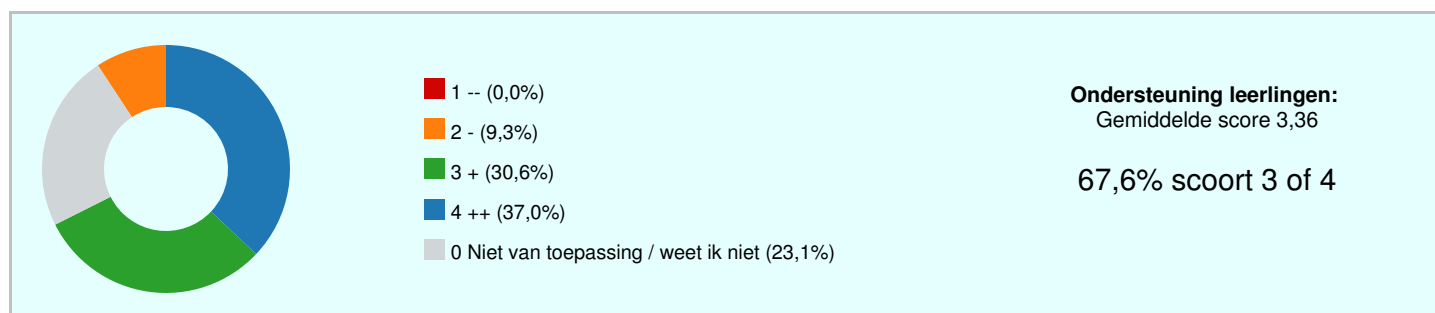 1 -- (0,0%)
2 - (9,3%)
3 + (30,6%)
4 ++ (37,0%)
0 Niet van toepassing / weet ik niet (23,1%)
Ondersteuning leerlingen:
Gemiddelde score 3,36
67,6% scoort 3 of 4